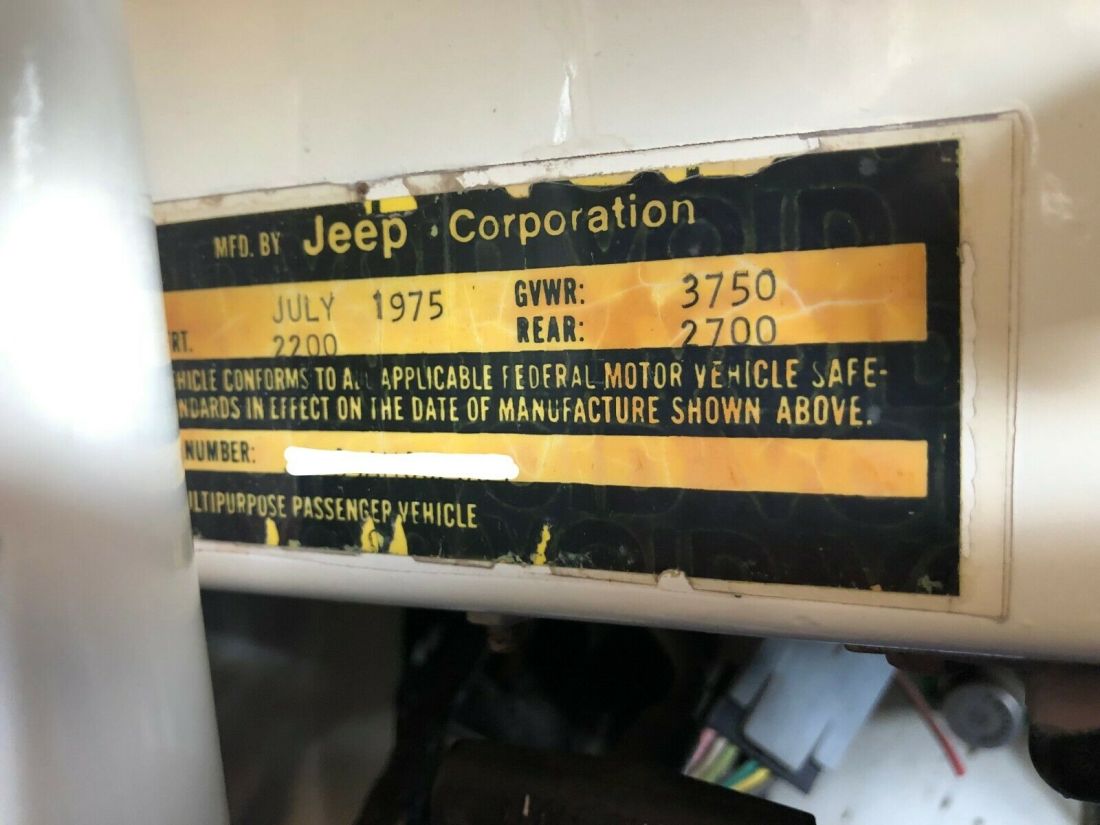 MFD. BY Jeep Corporation
JULY 1975 GVWR: 3750
RT. 2200 REAR: 2700
HICLE CONFORMS TO ALL APPLICABLE FEDERAL MOTOR VEHICLE SAFE-
NDARDS IN EFFECT ON THE DATE OF MANUFACTURE SHOWN ABOVE.
NUMBER:
LTIPURPOSE PASSENGER VEHICLE